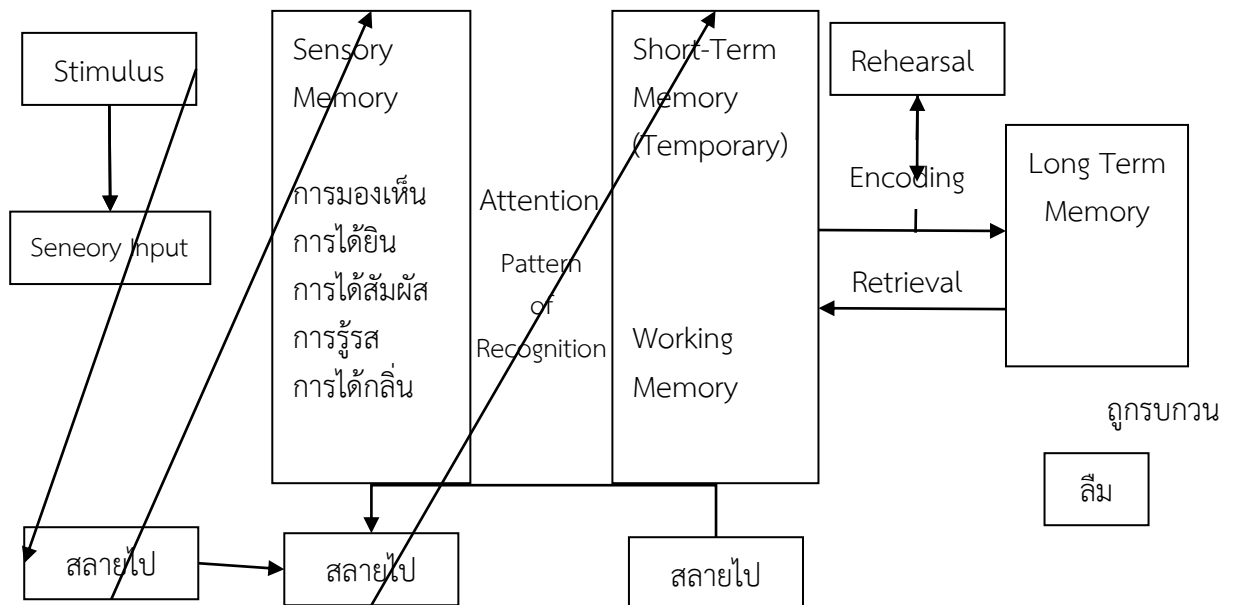 Stimulus
Seneory Input
Sensory
Memory
การมองเห็น
การได้ยิน
การได้สัมผัส
การรู้รส
การได้กลิ่น
Attention
Pattern
of
Recognition
Short-Term
Memory
(Temporary)
Working
Memory
Rehearsal
Encoding
Retrieval
Long Term
Memory
ถูกรบกวน
ลืม
สลายไป
สลายไป
สลายไป